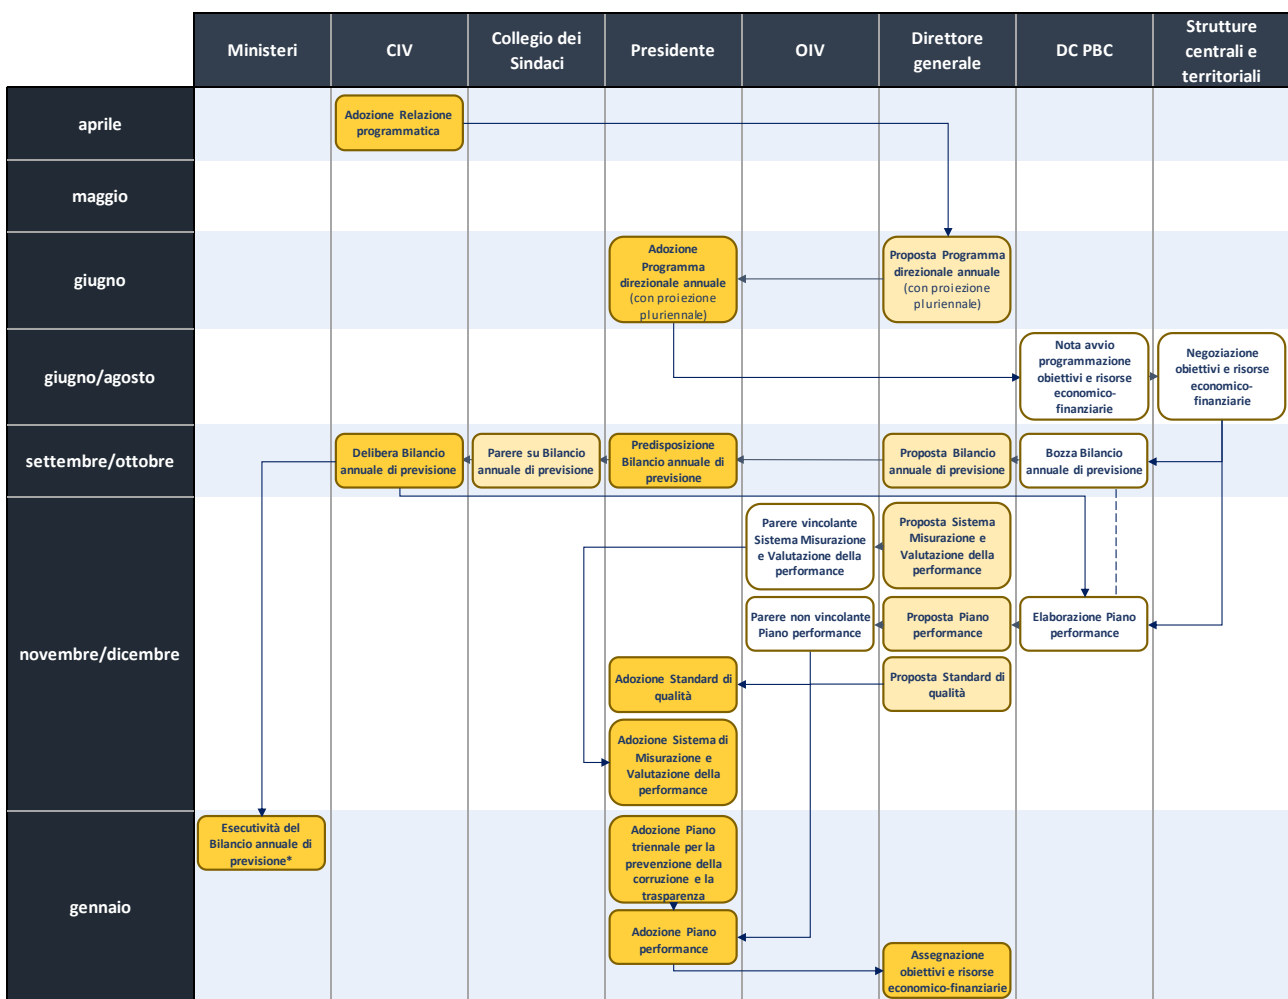 Ministeri
CIV
Collegio dei
Sindaci
Presidente
OIV
Direttore
generale
DC PBC
Strutture
centrali e
territoriali
aprile
Adozione Relazione
programmatica
maggio
giugno
Adozione
Programma
direzionale annuale
(con proiezione
pluriennale)
Proposta Programma
direzionale annuale
(con proiezione
pluriennale)
giugno/agosto
Nota avvio
programmazione
obiettivi e risorse
economico-
finanziarie
Negoziazione
obiettivi e risorse
economico-
finanziarie
settembre/ottobre
Delibera Bilancio
annuale di previsione
Parere su Bilancio
annuale di previsione
Predisposizione
Bilancio annuale di
previsione
Proposta Bilancio
annuale di previsione
Bozza Bilancio
annuale di previsione
novembre/dicembre
Parere vincolante
Sistema Misurazione
e Valutazione della
performance
Proposta Sistema
Misurazione e
Valutazione della
performance
Parere non vincolante
Piano performance
Proposta Piano
performance
Elaborazione Piano
performance
Adozione Standard di
qualità
Proposta Standard di
qualità
Adozione Sistema di
Misurazione e
Valutazione della
performance
gennaio
Esecutività del
Bilancio annuale di
previsione*
Adozione Piano
triennale per la
prevenzione della
corruzione e la
trasparenza
Adozione Piano
performance
Assegnazione
obiettivi e risorse
economico-finanziarie